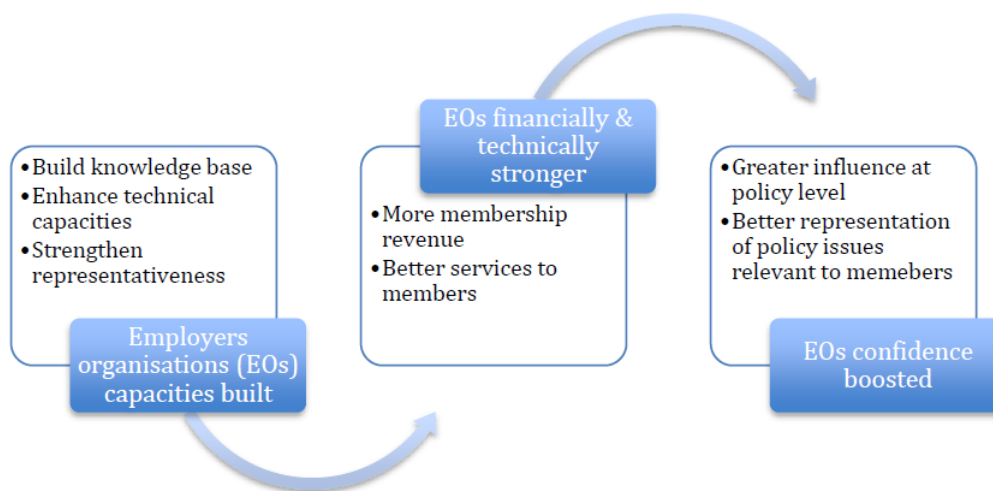 •Build knowledge base
•Enhance technical
capacities
•Strengthen
representativeness
Employers
organisations (EOs)
capacities built
EOs financially &
technically
stronger
•More membership
revenue
•Better services to
members
•Greater influence at
policy level
•Better representation
of policy issues
relevant to memebers
EOs confidence
boosted